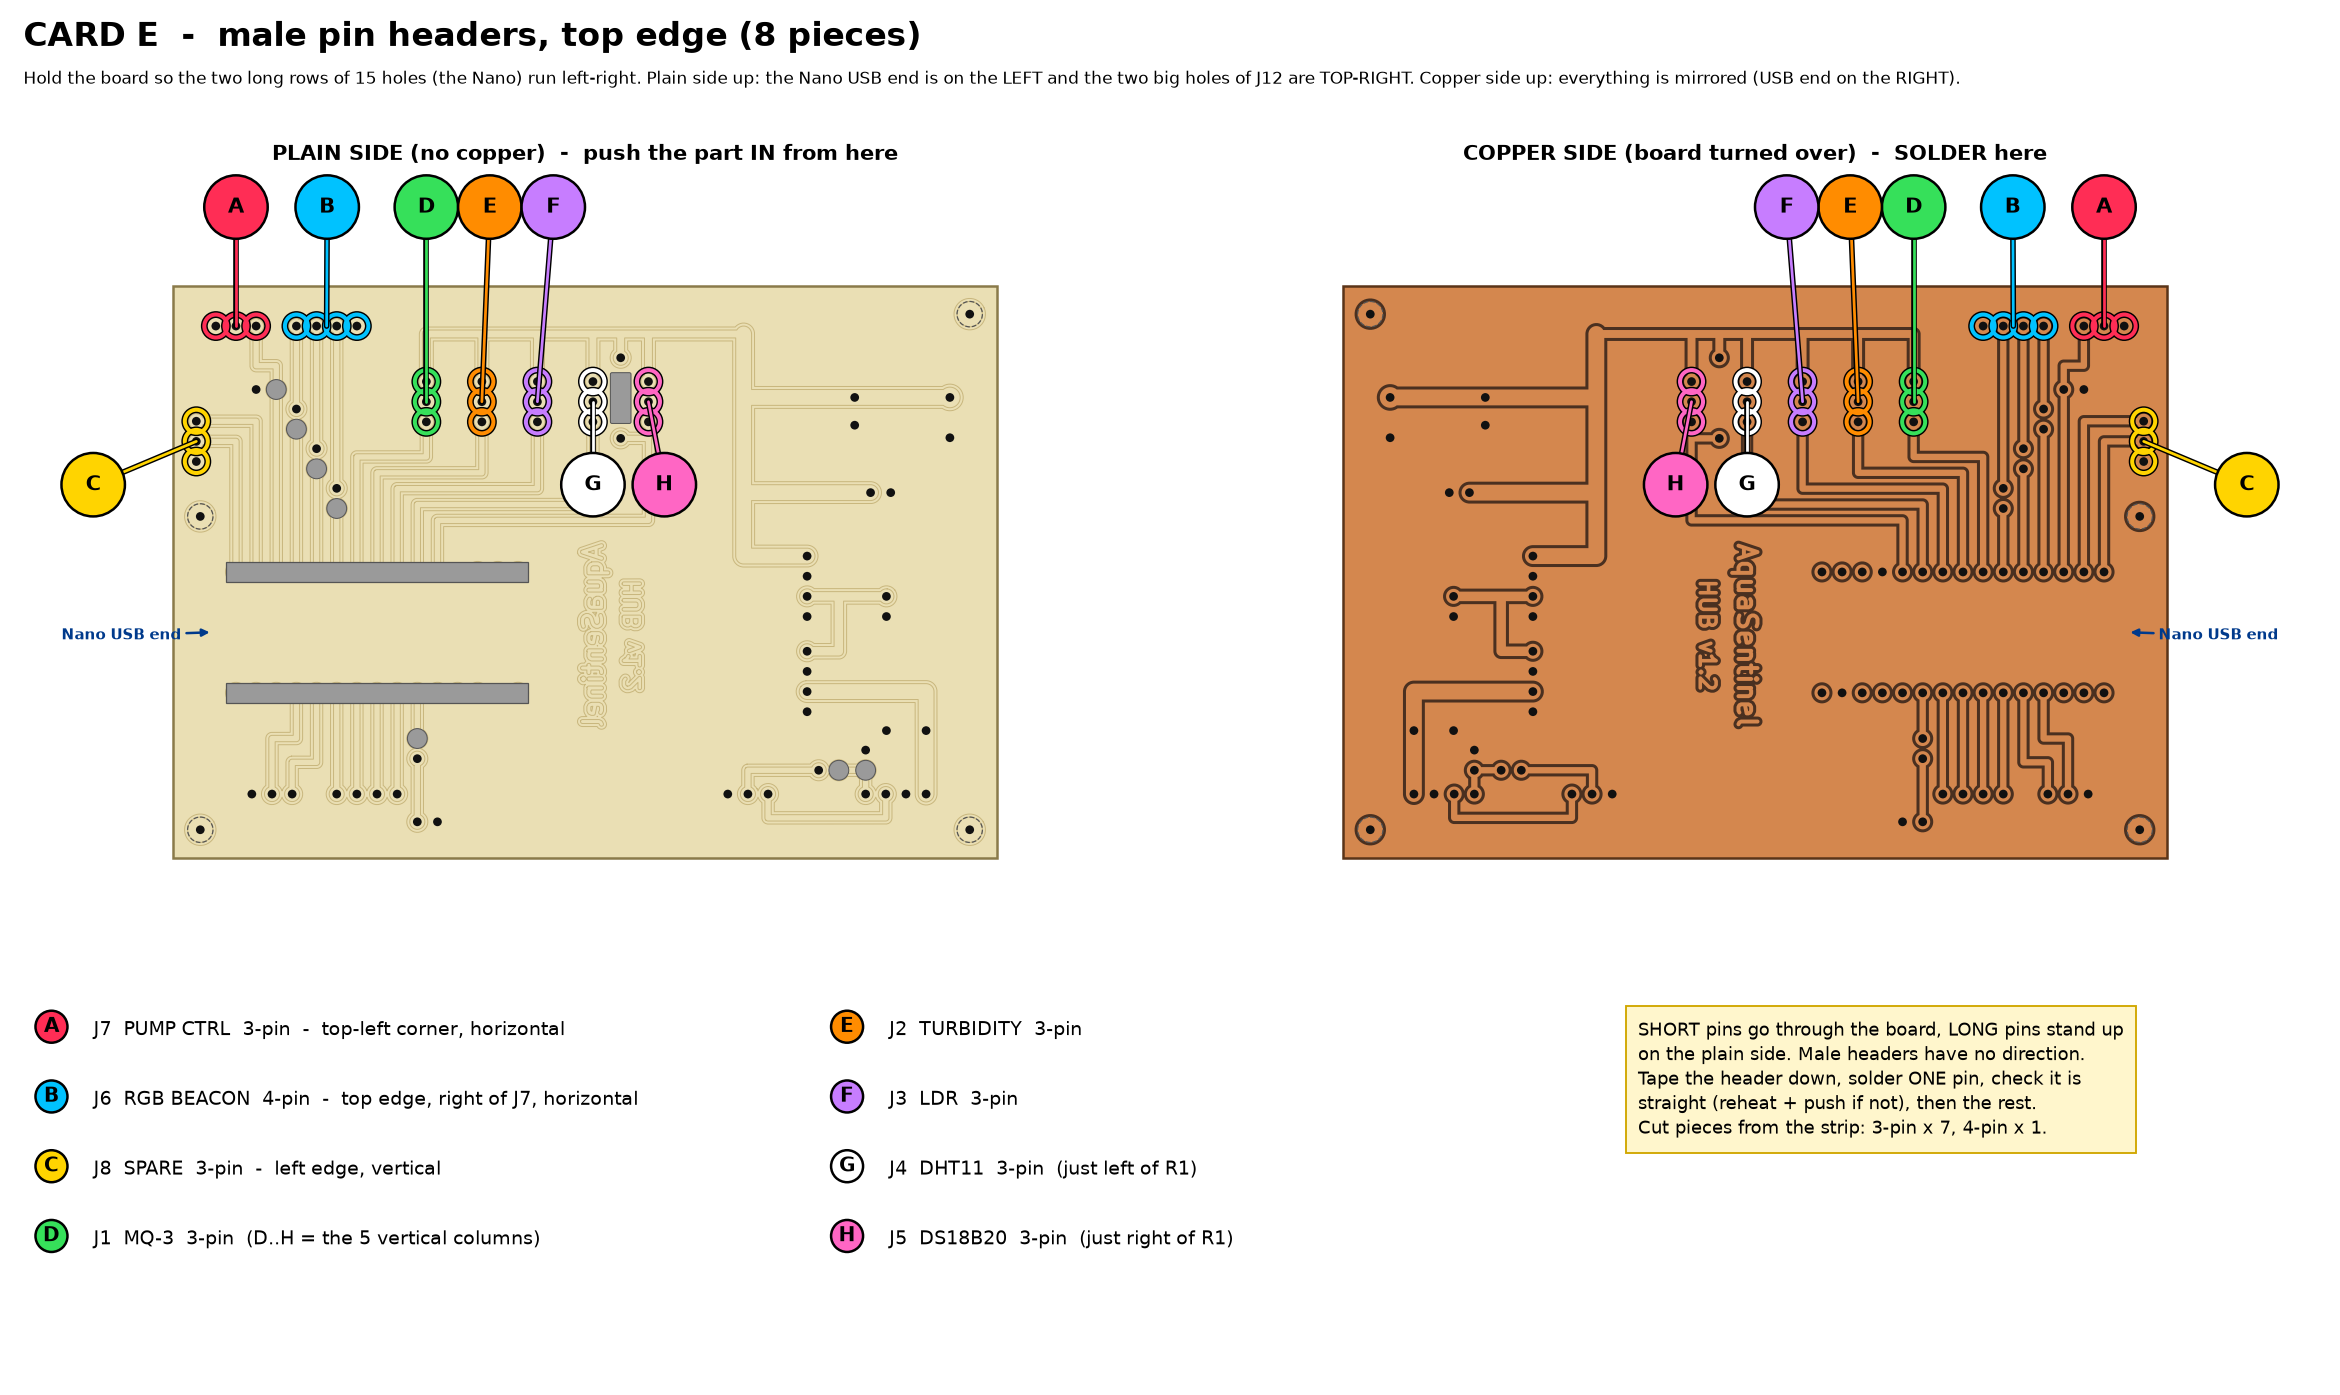 CARD E  -  male pin headers, top edge (8 pieces)
Hold the board so the two long rows of 15 holes (the Nano) run left-right. Plain side up: the Nano USB end is on the LEFT and the two big holes of J12 are TOP-RIGHT. Copper side up: everything is mirrored (USB end on the RIGHT).
PLAIN SIDE (no copper)  -  push the part IN from here
A
B
D
E
F
C
G
H
Nano USB end
AquaSentinel
HUB v1.2
COPPER SIDE (board turned over)  -  SOLDER here
F
E
D
B
A
H
G
C
AquaSentinel
HUB v1.2
Nano USB end
A J7  PUMP CTRL  3-pin  -  top-left corner, horizontal
B J6  RGB BEACON  4-pin  -  top edge, right of J7, horizontal
C J8  SPARE  3-pin  -  left edge, vertical
D J1  MQ-3  3-pin  (D..H = the 5 vertical columns)
E J2  TURBIDITY  3-pin
F J3  LDR  3-pin
G J4  DHT11  3-pin  (just left of R1)
H J5  DS18B20  3-pin  (just right of R1)
SHORT pins go through the board, LONG pins stand up
on the plain side. Male headers have no direction.
Tape the header down, solder ONE pin, check it is
straight (reheat + push if not), then the rest.
Cut pieces from the strip: 3-pin x 7, 4-pin x 1.